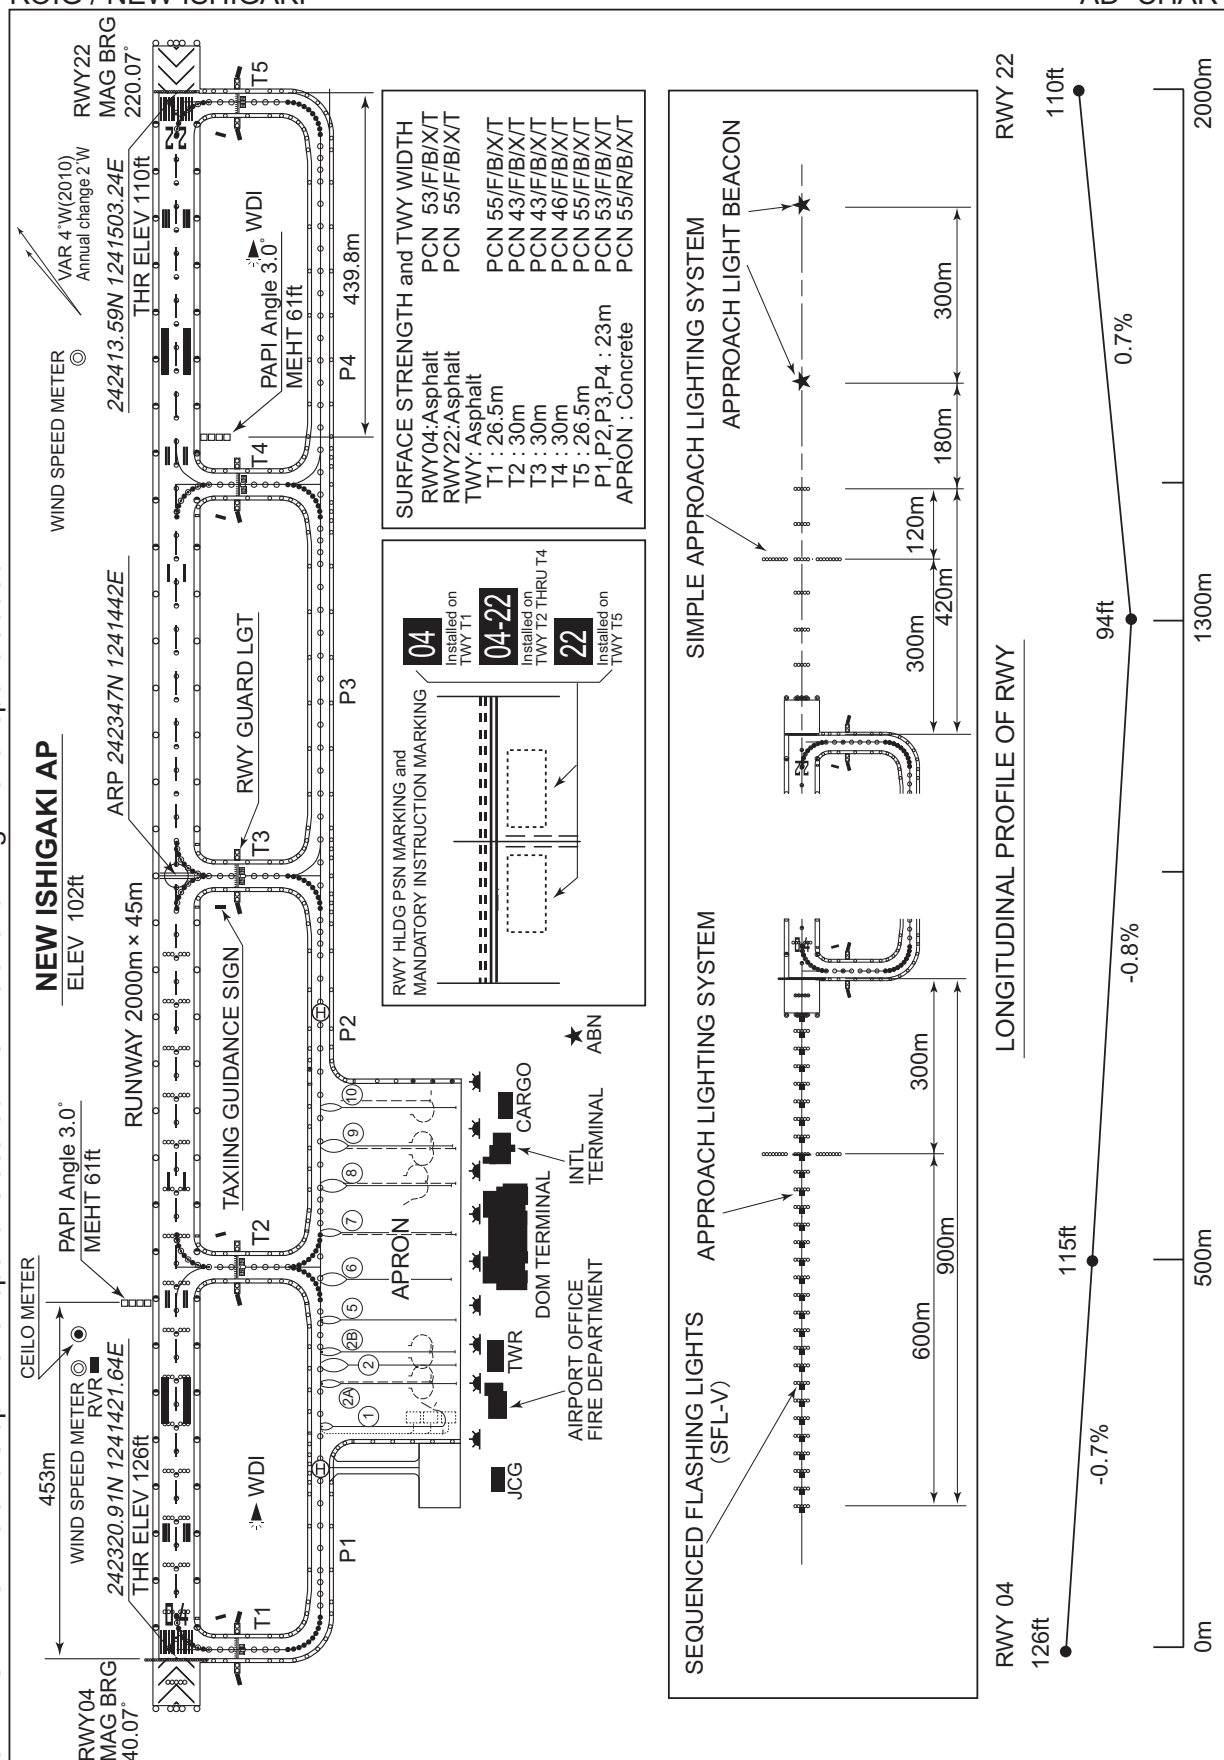 NEW ISHIGAKI AP
ELEV 102ft
RWY04
MAG BRG
40.07°
RWY22
MAG BRG
220.07°
VAR 4°W(2010)
Annual change 2'W
453m
CEILO METER
WIND SPEED METER
RVR
242320.91N 1241421.64E
THR ELEV 126ft
PAPI Angle 3.0°
MEHT 61ft
RUNWAY 2000m × 45m
ARP 242347N 1241442E
WIND SPEED METER
242413.59N 1241503.24E
THR ELEV 110ft
04
22
T1
WDI
T2
TAXIING GUIDANCE SIGN
T3
RWY GUARD LGT
T4
PAPI Angle 3.0°
MEHT 61ft
WDI
T5
439.8m
P1
H
H
P2
P3
P4
1
2A
2
2B
5
6
7
8
9
10
APRON
JCG
AIRPORT OFFICE
FIRE DEPARTMENT
TWR
DOM TERMINAL
INTL
TERMINAL
CARGO
ABN
RWY HLDG PSN MARKING and
MANDATORY INSTRUCTION MARKING
04
Installed on
TWY T1
04-22
Installed on
TWY T2 THRU T4
22
Installed on
TWY T5
SURFACE STRENGTH and TWY WIDTH
RWY04:Asphalt PCN 53/F/B/X/T
RWY22:Asphalt PCN 55/F/B/X/T
TWY: Asphalt
T1 : 26.5m PCN 55/F/B/X/T
T2 : 30m PCN 43/F/B/X/T
T3 : 30m PCN 43/F/B/X/T
T4 : 30m PCN 46/F/B/X/T
T5 : 26.5m PCN 55/F/B/X/T
P1,P2,P3,P4 : 23m PCN 53/F/B/X/T
APRON : Concrete PCN 55/R/B/X/T
SEQUENCED FLASHING LIGHTS
(SFL-V)
APPROACH LIGHTING SYSTEM
600m
300m
900m
04
22
SIMPLE APPROACH LIGHTING SYSTEM
APPROACH LIGHT BEACON
300m
120m
420m
180m
300m
LONGITUDINAL PROFILE OF RWY
RWY 04
126ft
-0.7%
115ft
-0.8%
94ft
0.7%
RWY 22
110ft
0m
500m
1300m
2000m